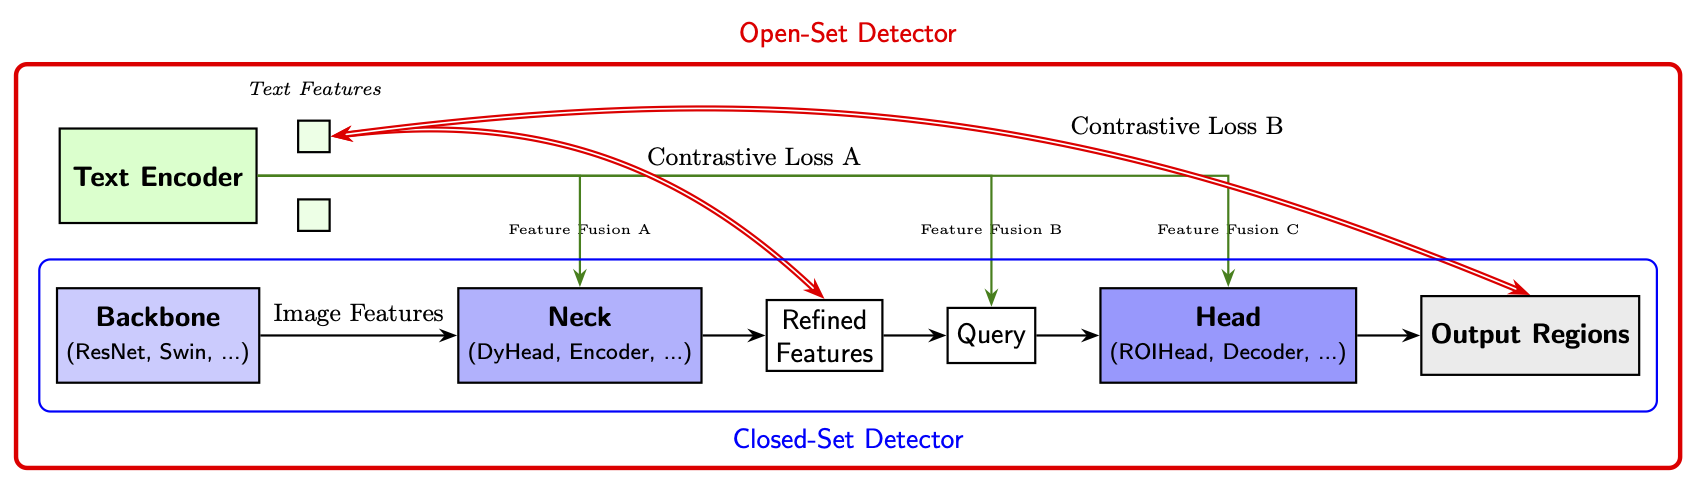 Open-Set Detector
Text Features
Text Encoder
Contrastive Loss B
Contrastive Loss A
Feature Fusion A
Feature Fusion B
Feature Fusion C
Backbone
(ResNet, Swin, ...)
Image Features
Neck
(DyHead, Encoder, ...)
Refined
Features
Query
Head
(ROIHead, Decoder, ...)
Output Regions
Closed-Set Detector